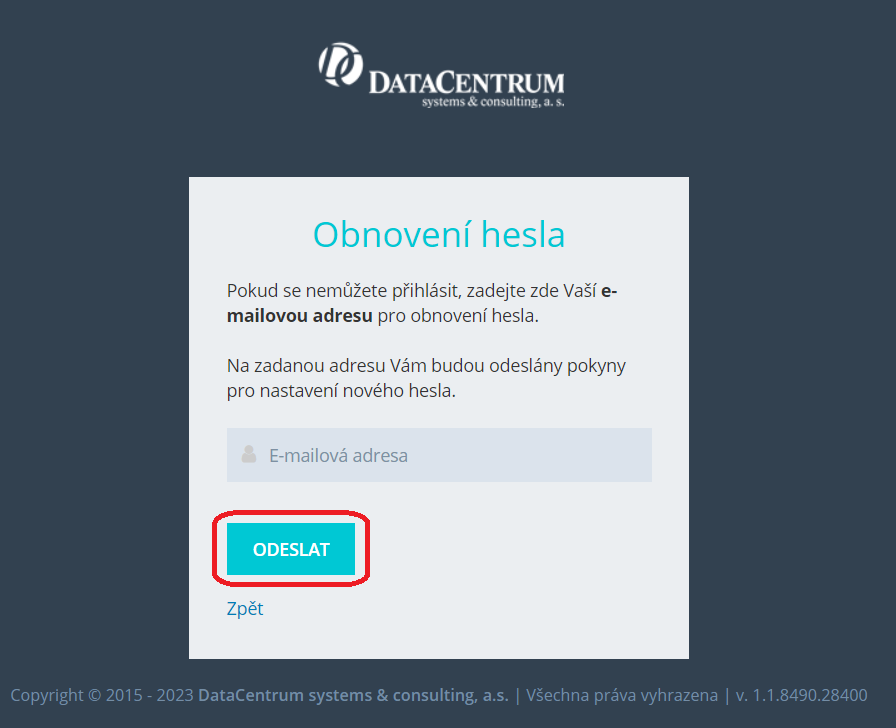 DATACENTRUM
systems & consulting, a. s.
Obnovení hesla
Pokud se nemůžete přihlásit, zadejte zde Vaší e-
mailovou adresu pro obnovení hesla.
Na zadanou adresu Vám budou odeslány pokyny
pro nastavení nového hesla.
E-mailová adresa
ODESLAT
Zpět
Copyright © 2015 - 2023 DataCentrum systems & consulting, a.s. | Všechna práva vyhrazena | v. 1.1.8490.28400